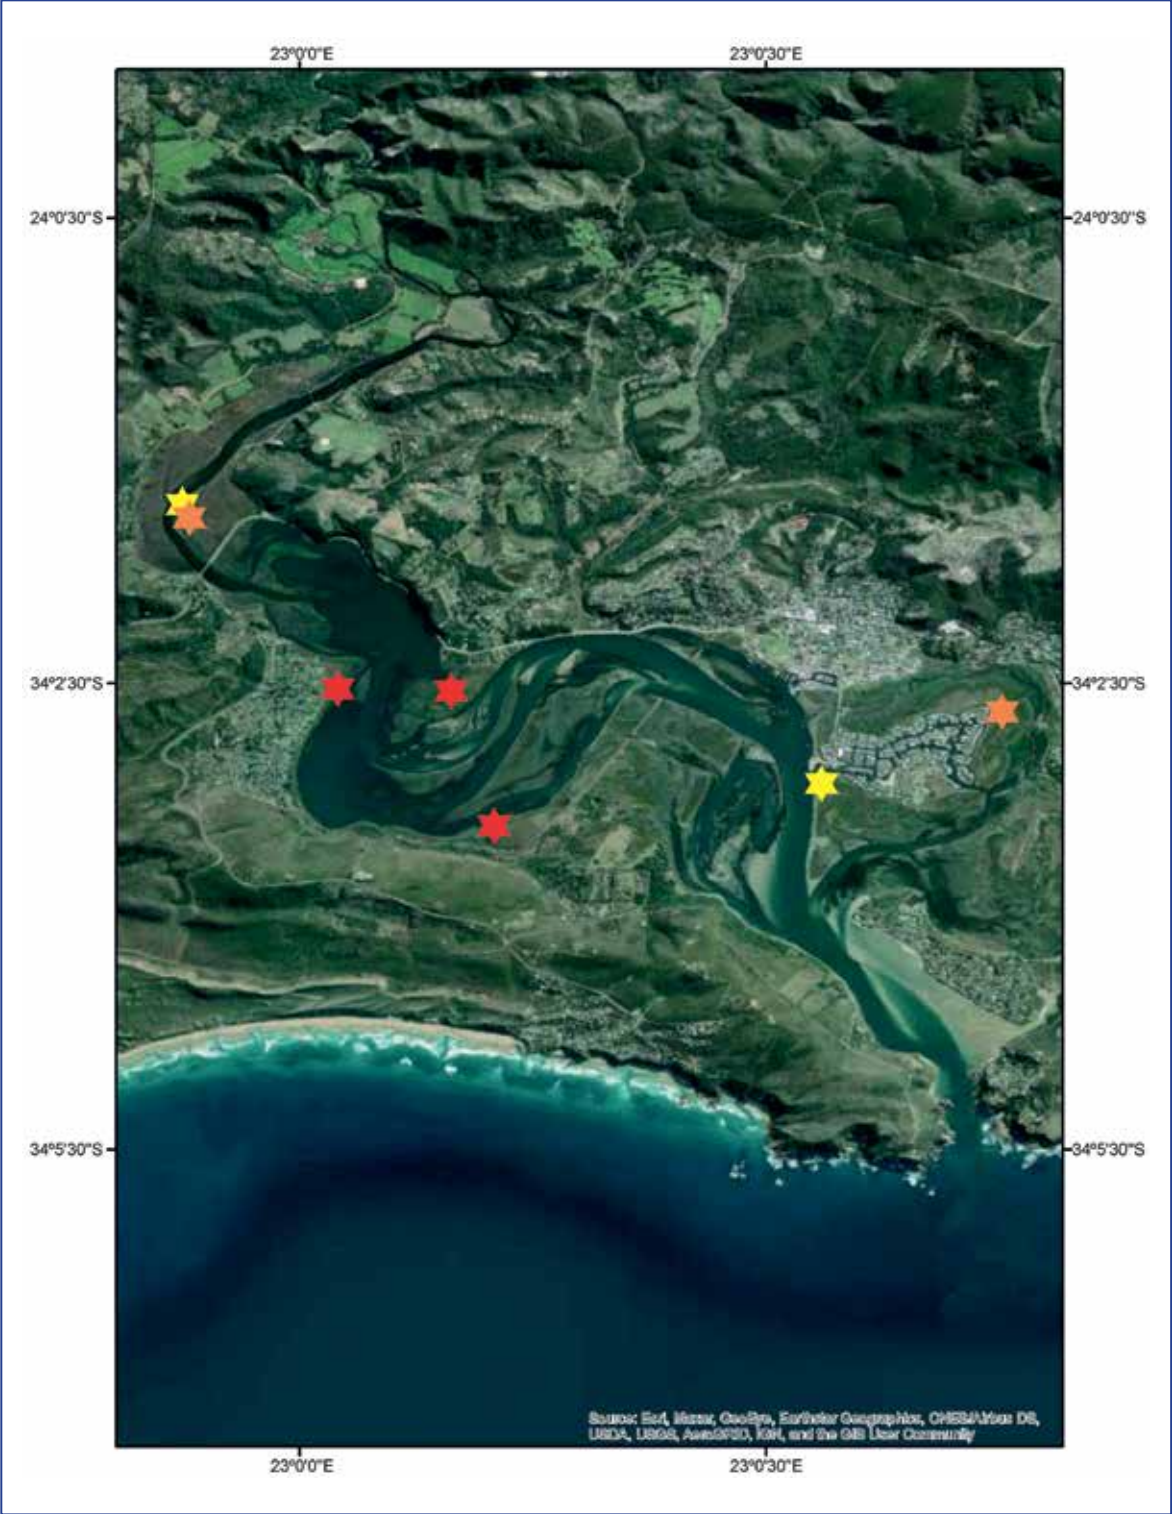 23°0'0"E 23°0'30"E
24°0'30"S 24°0'30"S
34°2'30"S 34°2'30"S
34°5'30"S 34°5'30"S
Source: Esri, Maxar, GeoEye, Earthstar Geographics, CNES/Airbus DS,
USDA, USGS, AeroGRID, IGN, and the GIS User Community
23°0'0"E 23°0'30"E